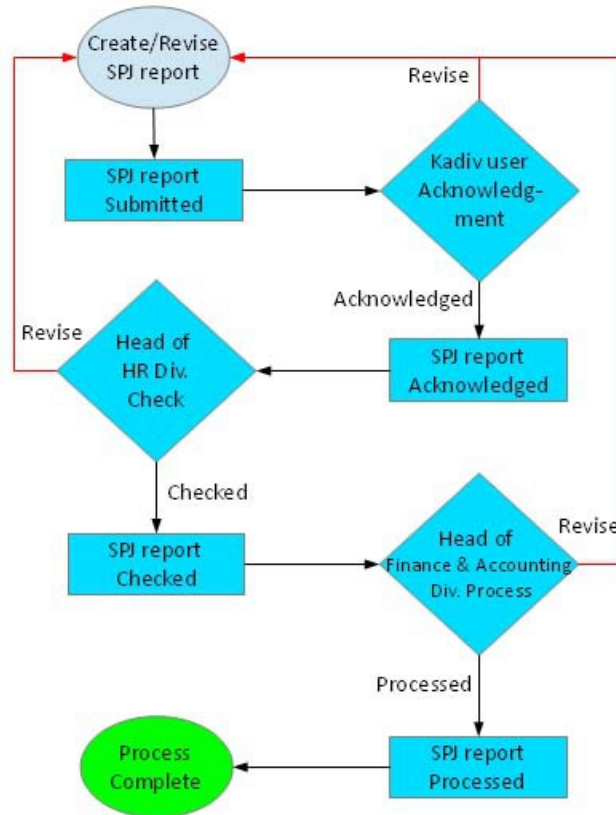 Create/Revise
SPJ report
Revise
SPJ report
Submitted
Kadiv user
Acknowledg-
ment
Acknowledged
Revise
Head of
HR Div.
Check
SPJ report
Acknowledged
Checked
SPJ report
Checked
Head of
Finance & Accounting
Div. Process
Revise
Processed
Process
Complete
SPJ report
Processed